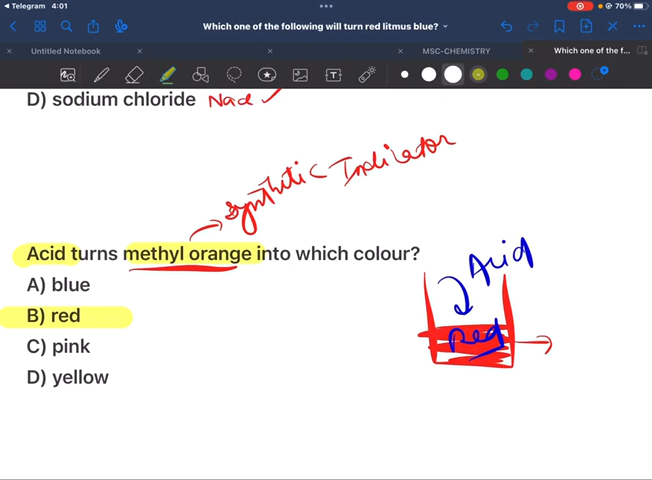 Telegram 4:01
70%
Which one of the following will turn red litmus blue?
Untitled Notebook
MSC-CHEMISTRY
Which one of the f...
D) sodium chloride Nacl
Synthetic Indicator
Acid turns methyl orange into which colour?
A) blue
B) red
C) pink
D) yellow
Acid
Red